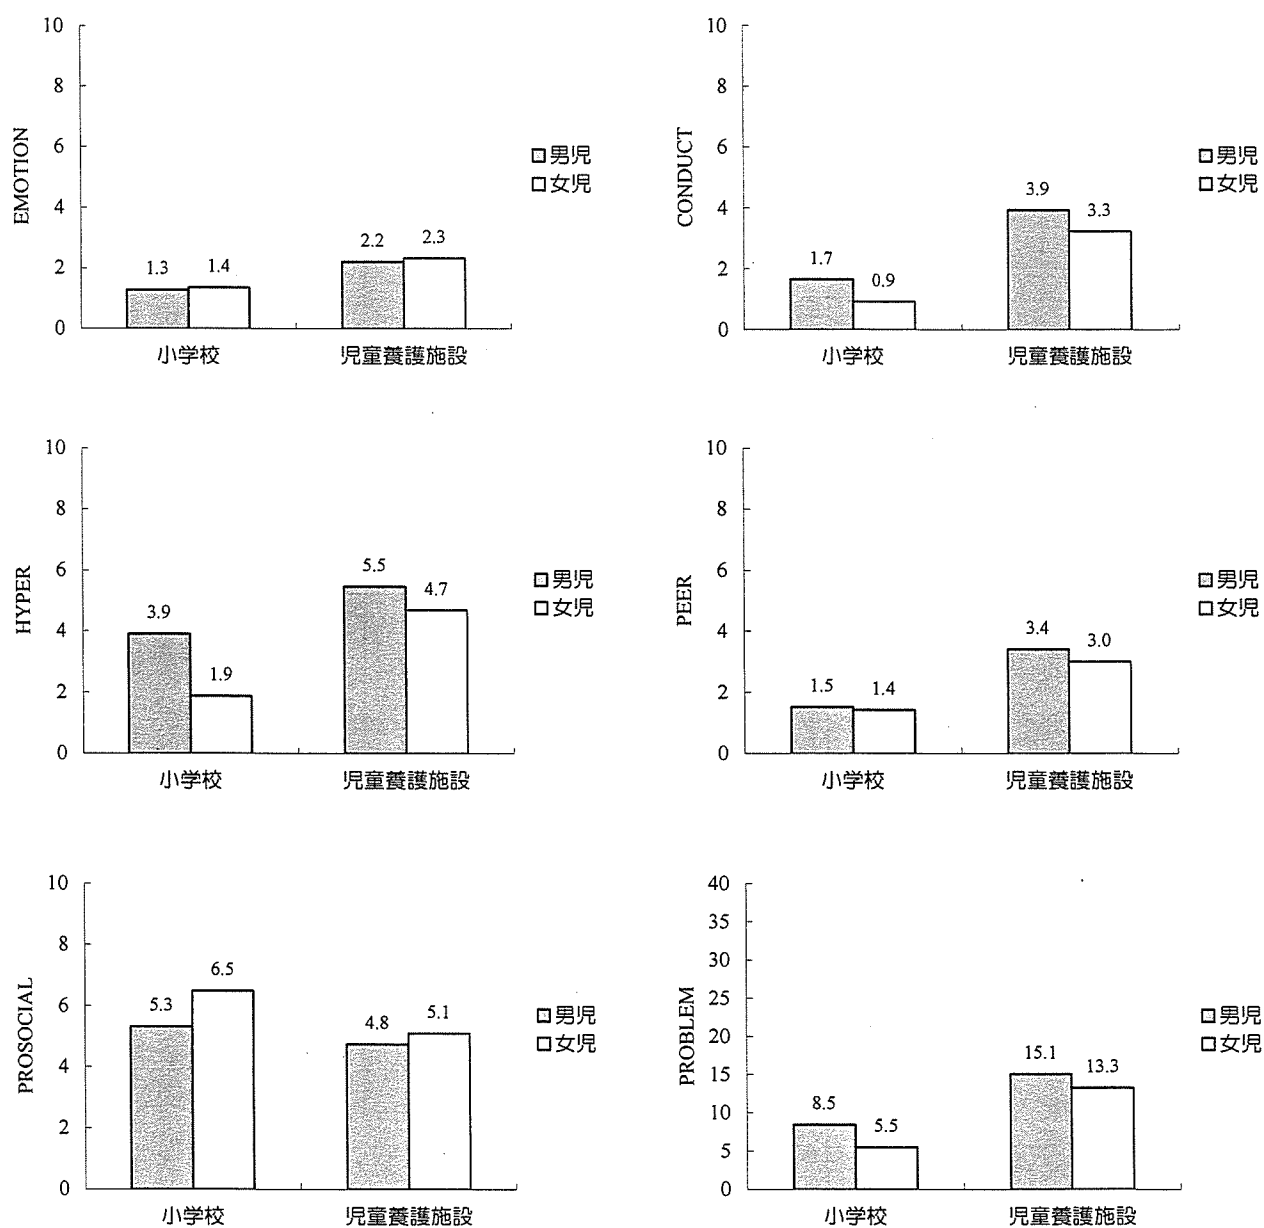 EMOTION
10
8
6
4
2
0
1.3
1.4
2.2
2.3
小学校
児童養護施設
男児
女児
CONDUCT
10
8
6
4
2
0
1.7
0.9
3.9
3.3
小学校
児童養護施設
男児
女児
HYPER
10
8
6
4
2
0
3.9
1.9
5.5
4.7
小学校
児童養護施設
男児
女児
PEER
10
8
6
4
2
0
1.5
1.4
3.4
3.0
小学校
児童養護施設
男児
女児
PROSOCIAL
10
8
6
4
2
0
5.3
6.5
4.8
5.1
小学校
児童養護施設
男児
女児
PROBLEM
40
35
30
25
20
15
10
5
0
8.5
5.5
15.1
13.3
小学校
児童養護施設
男児
女児